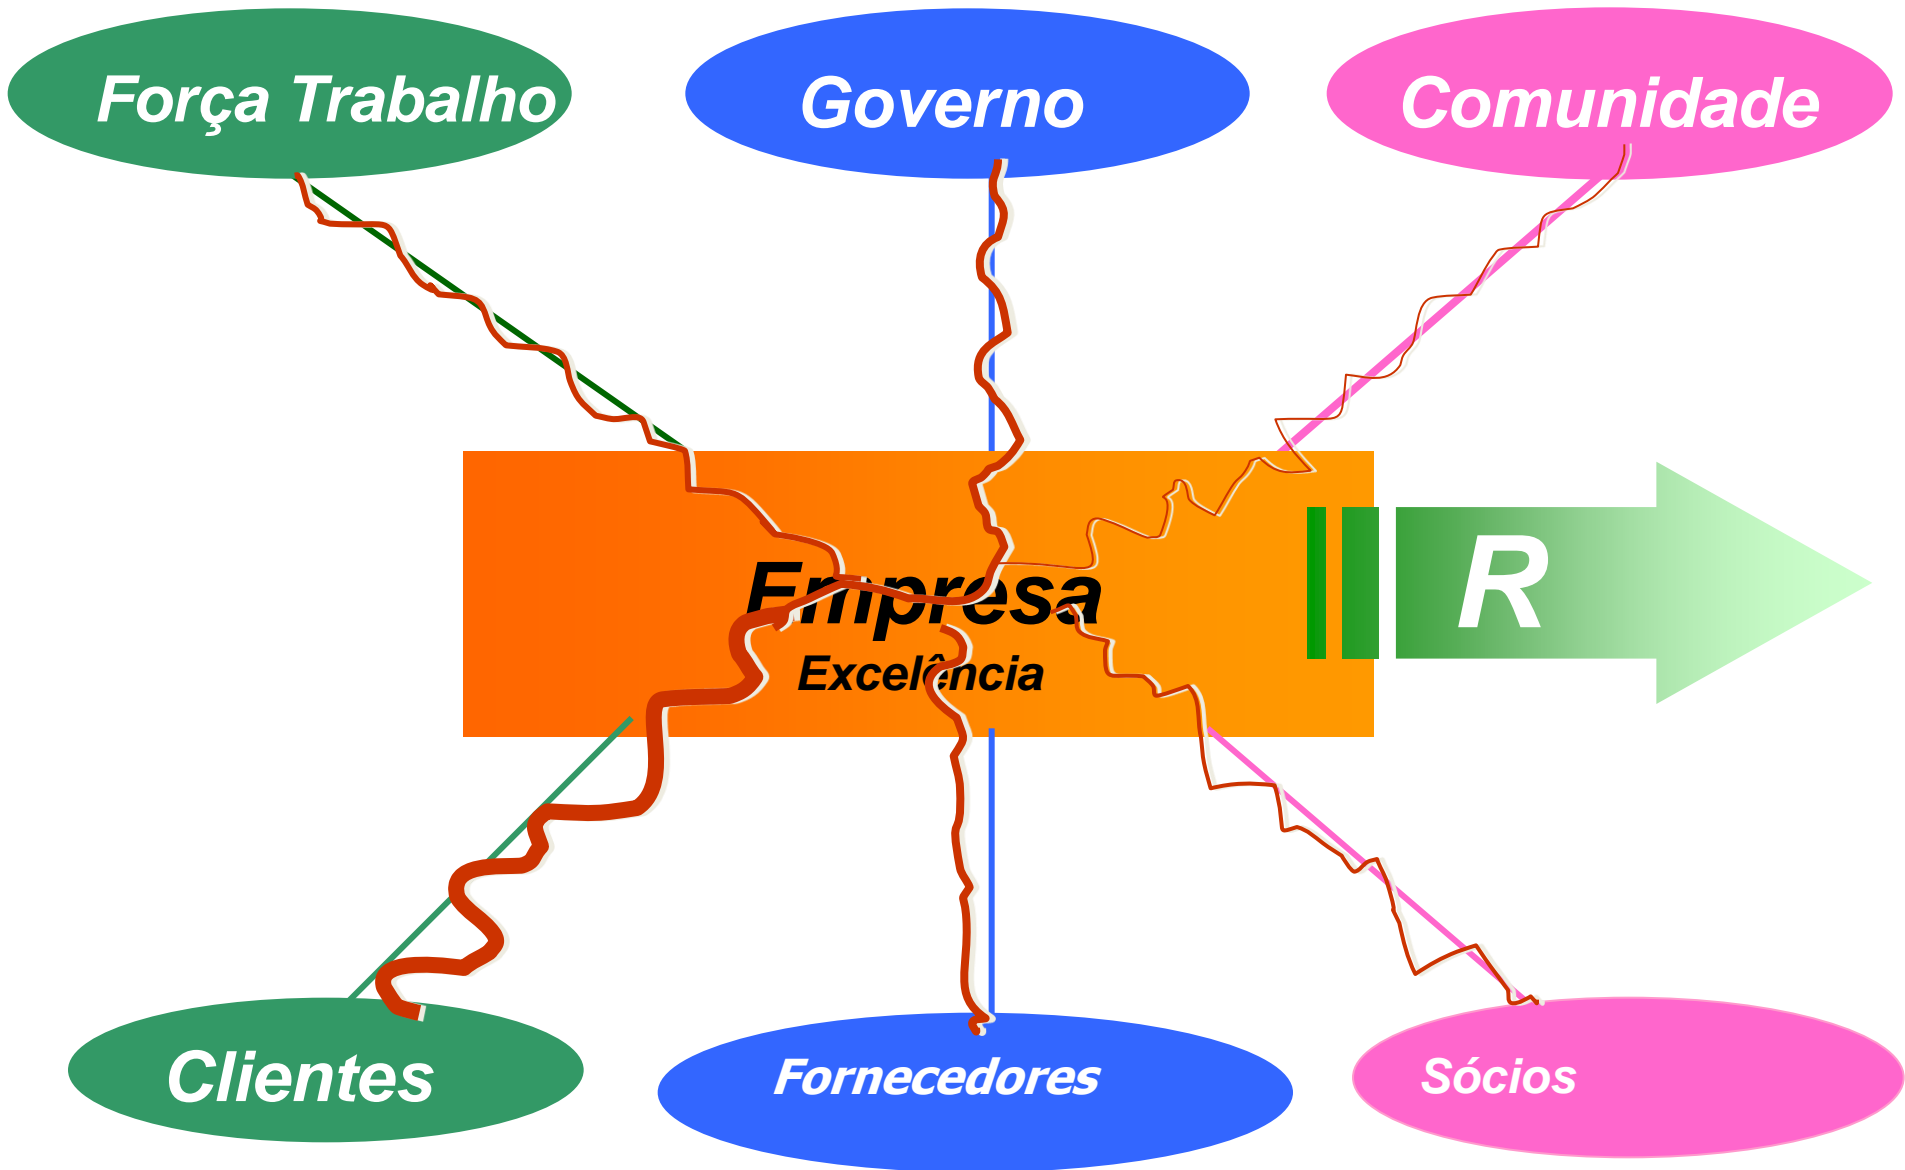 Força Trabalho
Governo
Comunidade
Empresa
Excelência
R
Clientes
Fornecedores
Sócios